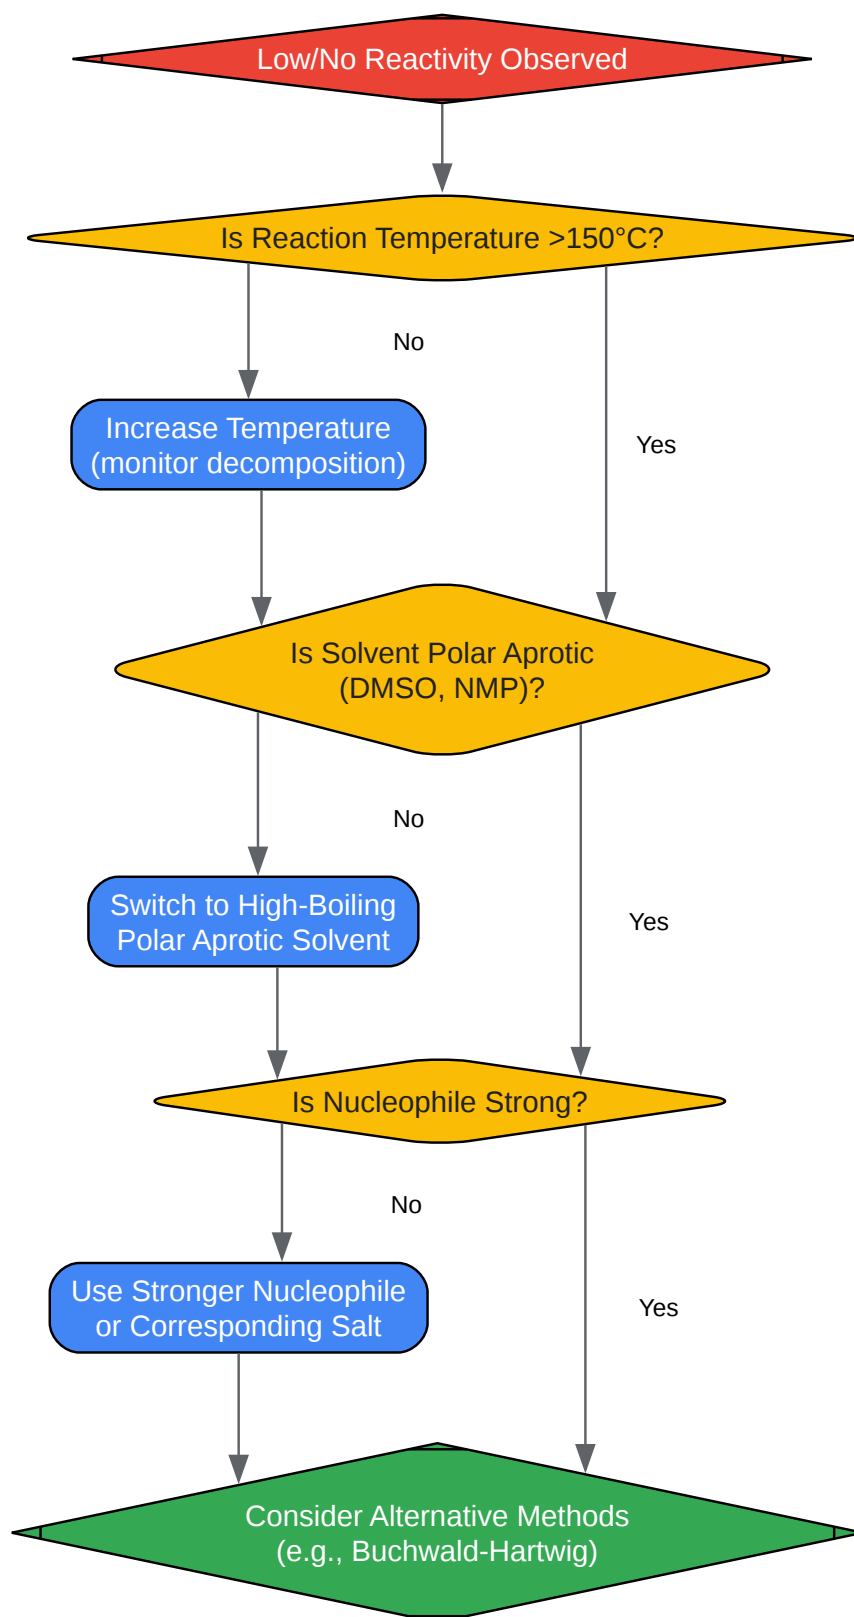 Low/No Reactivity Observed
Is Reaction Temperature >150°C?
No
Increase Temperature
(monitor decomposition)
Yes
Is Solvent Polar Aprotic
(DMSO, NMP)?
No
Switch to High-Boiling
Polar Aprotic Solvent
Yes
Is Nucleophile Strong?
No
Use Stronger Nucleophile
or Corresponding Salt
Yes
Consider Alternative Methods
(e.g., Buchwald-Hartwig)